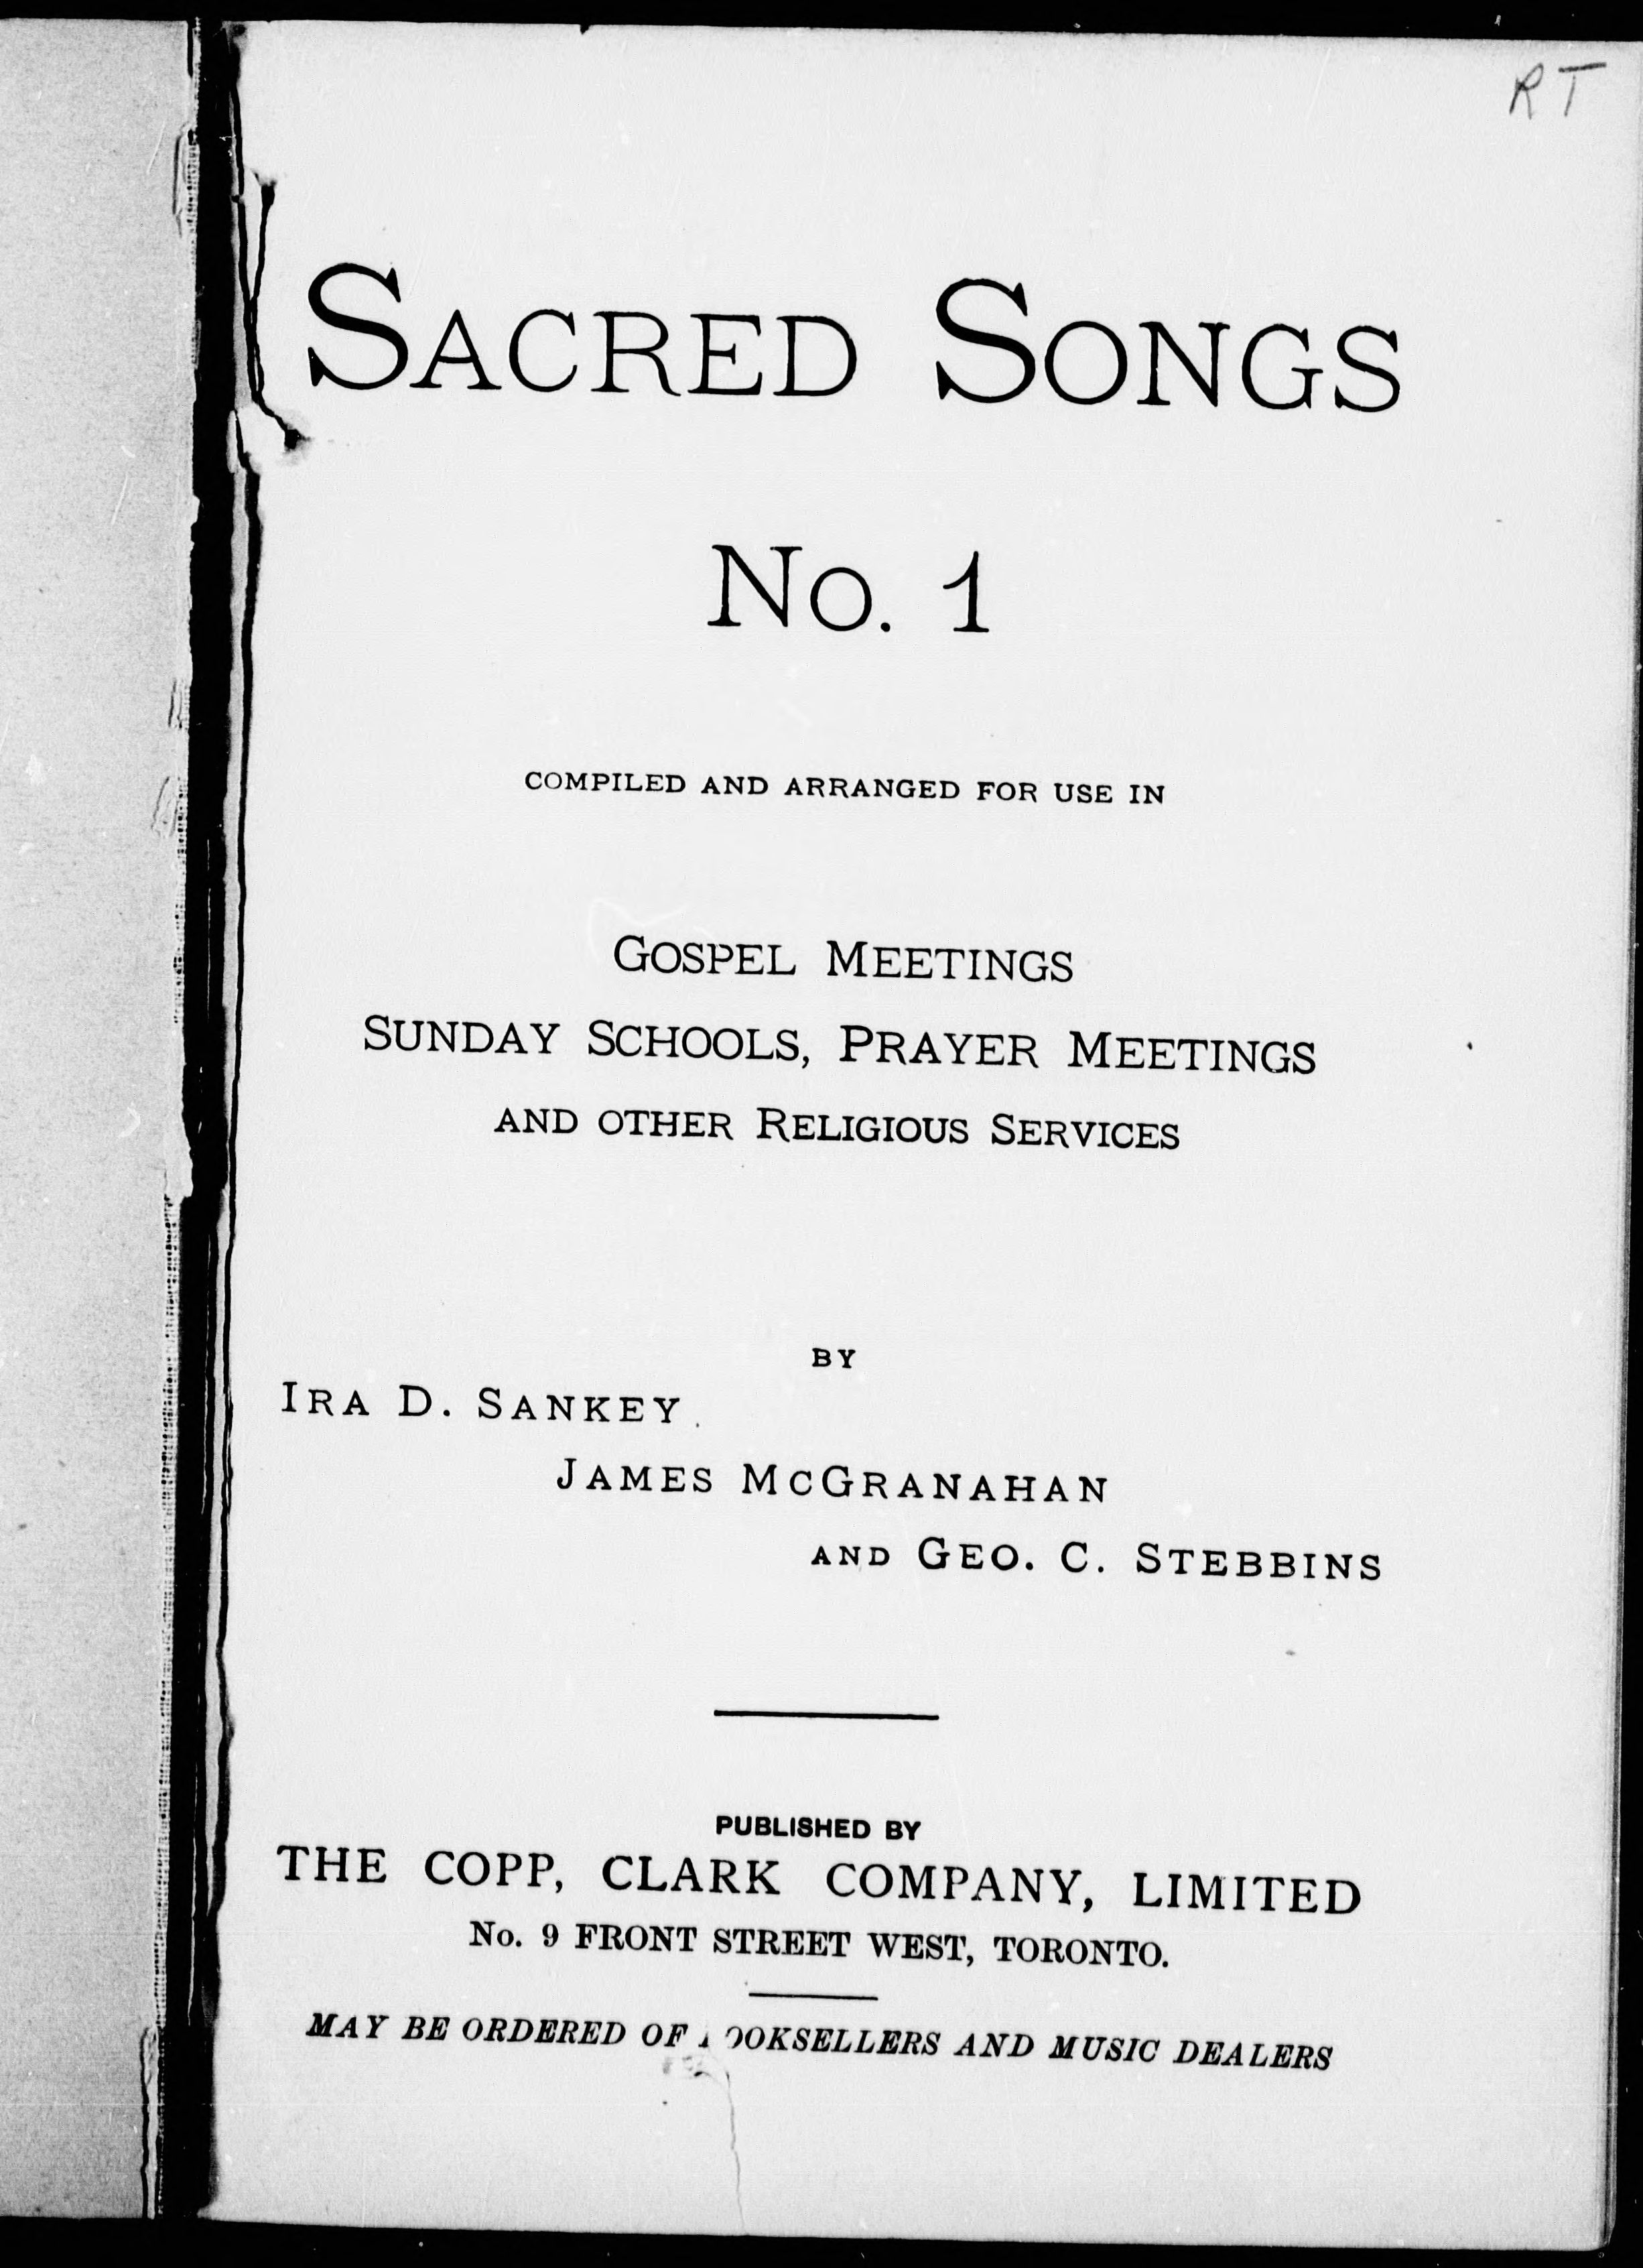 RT
SACRED SONGS
No. 1
COMPILED AND ARRANGED FOR USE IN
GOSPEL MEETINGS
SUNDAY SCHOOLS, PRAYER MEETINGS
AND OTHER RELIGIOUS SERVICES
BY
IRA D. SANKEY.
JAMES McGRANAHAN
AND GEO. C. STEBBINS
PUBLISHED BY
THE COPP, CLARK COMPANY, LIMITED
No. 9 FRONT STREET WEST, TORONTO.
MAY BE ORDERED OF BOOKSELLERS AND MUSIC DEALERS